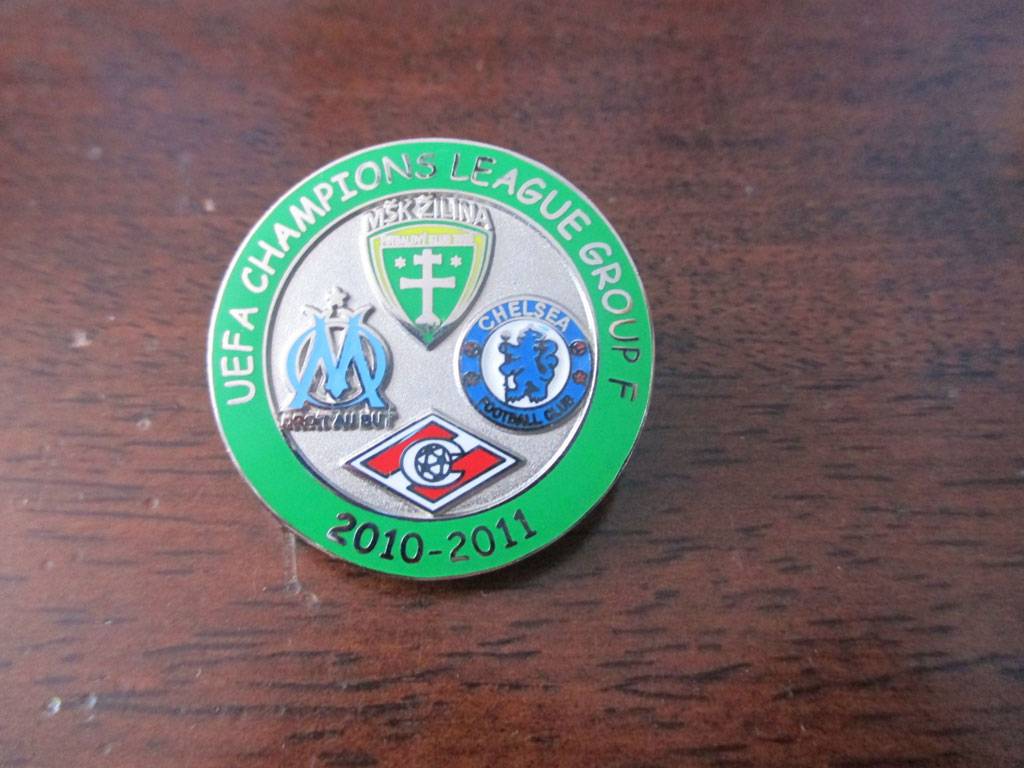 UEFA CHAMPIONS LEAGUE GROUP F
MŠK ŽILINA
CHELSEA
FOOTBALL CLUB
DROIT AU BUT
2010-2011